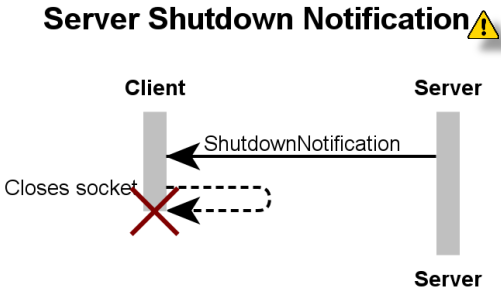 Server Shutdown Notification
Client
Server
ShutdownNotification
Closes socket
Server